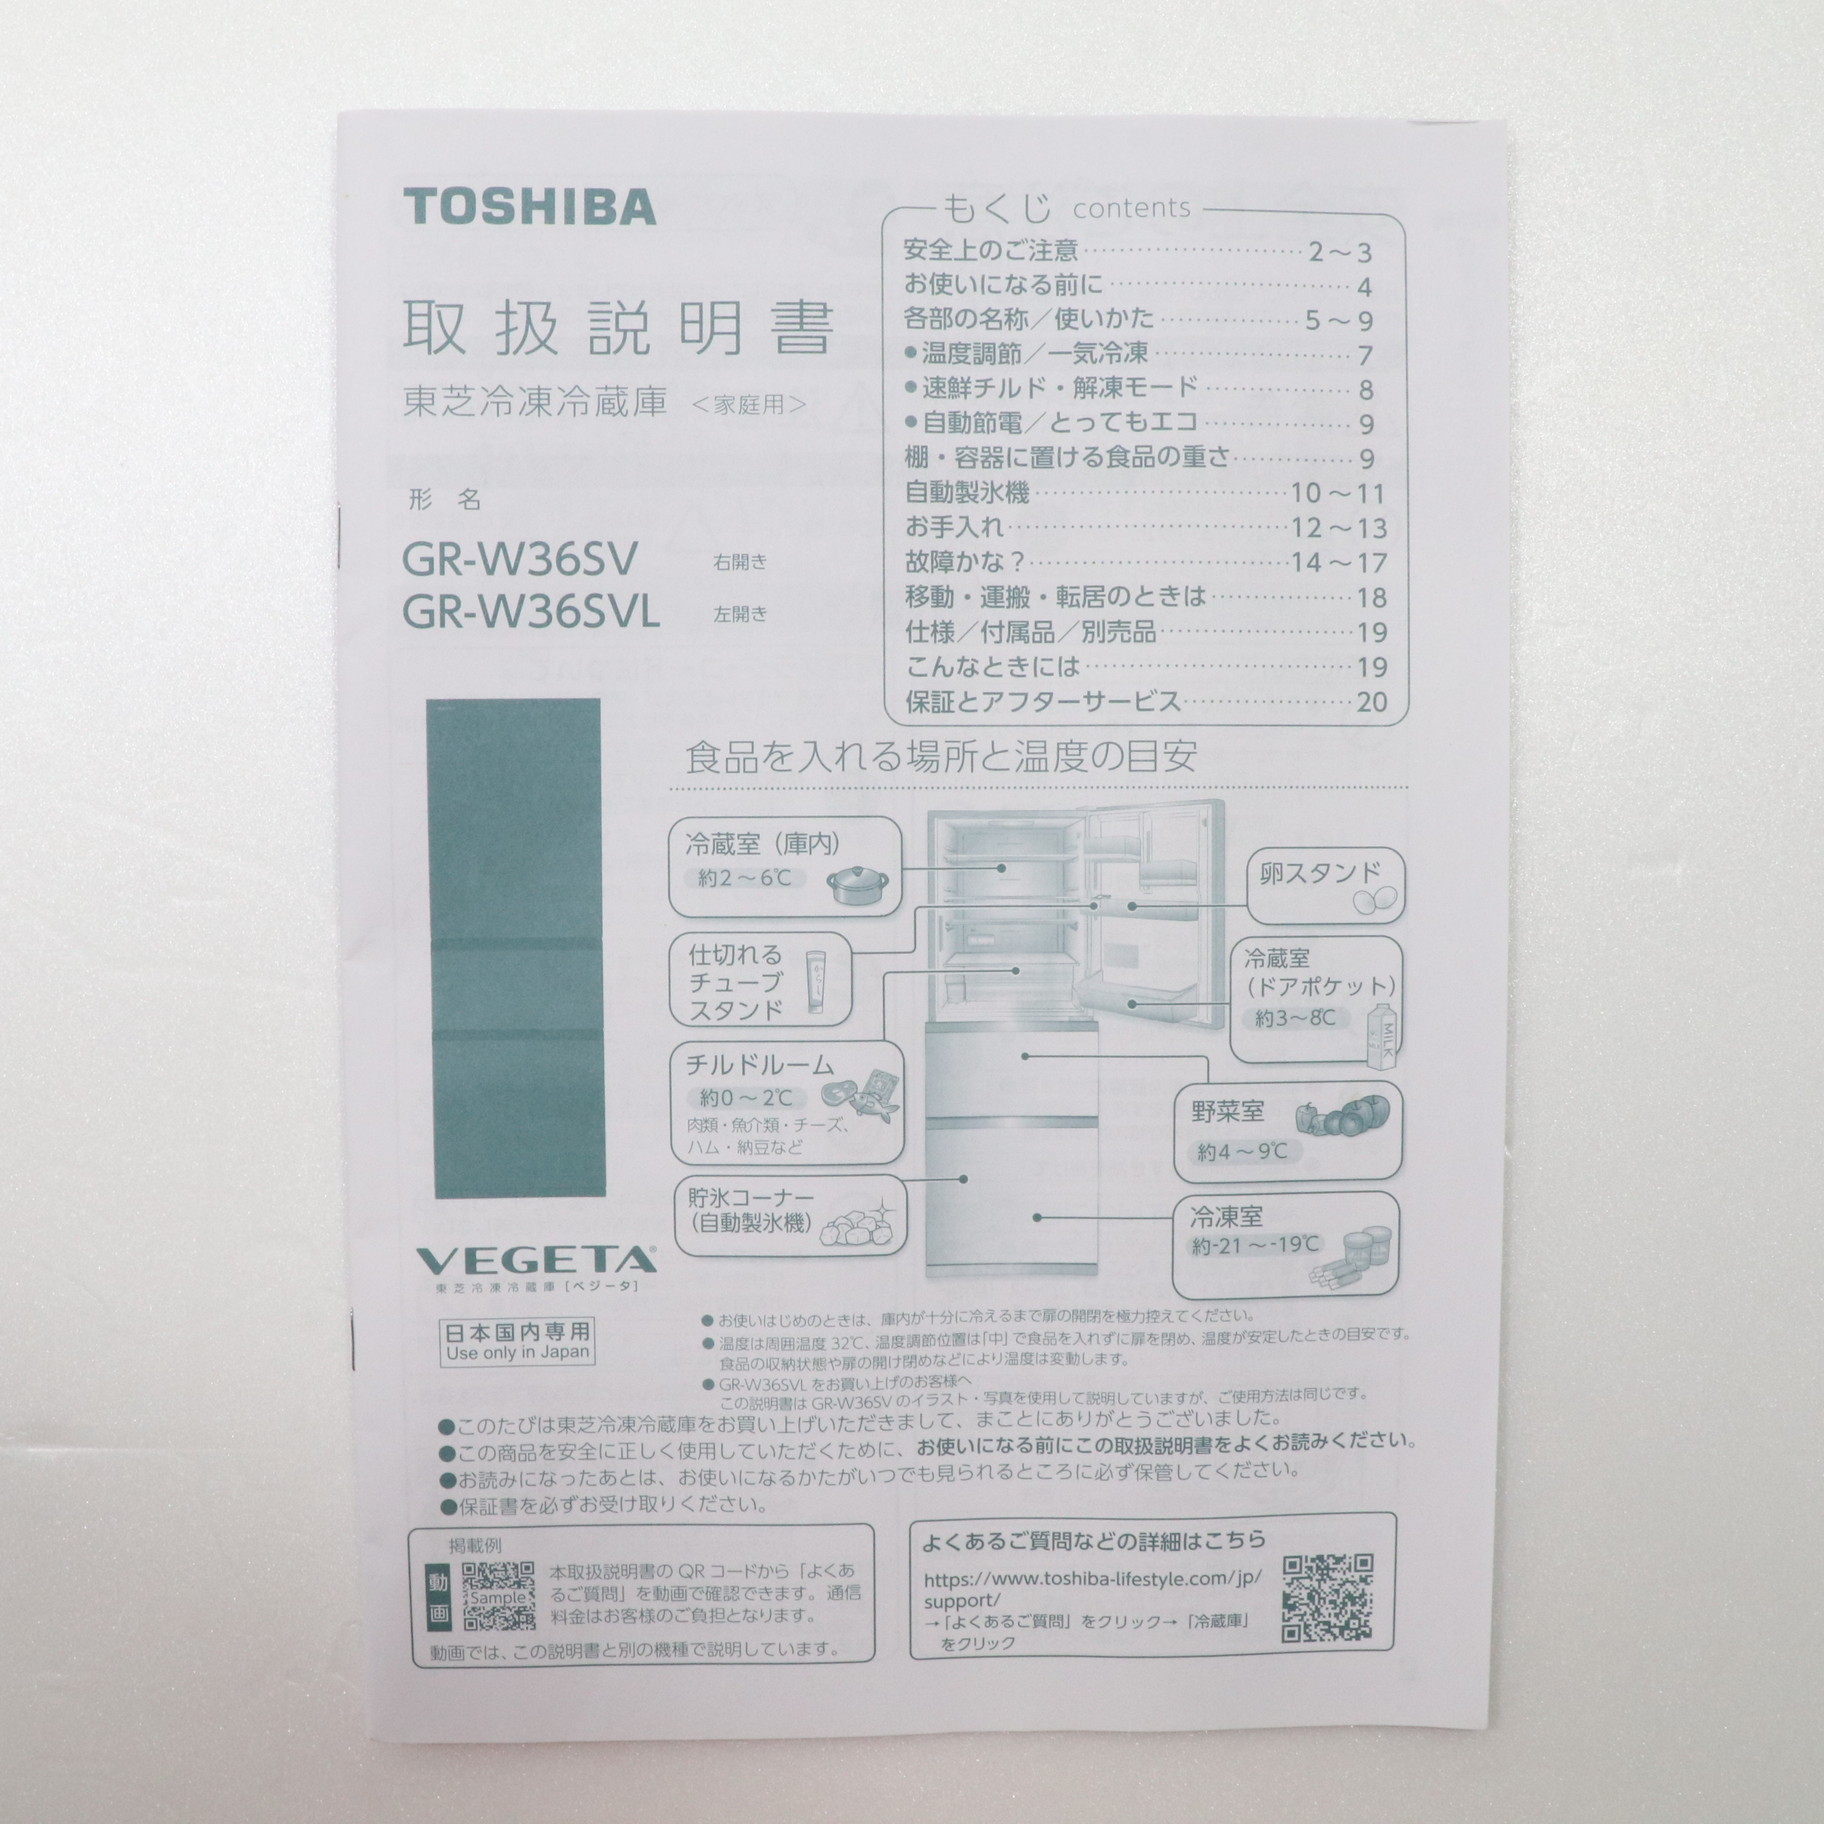 TOSHIBA
取扱説明書
東芝冷凍冷蔵庫 <家庭用>
形 名
GR-W36SV 右開き
GR-W36SVL 左開き
もくじ contents
安全上のご注意 2～3
お使いになる前に 4
各部の名称／使いかた 5～9
●温度調節／一気冷凍 7
●速鮮チルド・解凍モード 8
●自動節電／とってもエコ 9
棚・容器に置ける食品の重さ 9
自動製氷機 10～11
お手入れ 12～13
故障かな？ 14～17
移動・運搬・転居のときは 18
仕様／付属品／別売品 19
こんなときには 19
保証とアフターサービス 20
食品を入れる場所と温度の目安
冷蔵室（庫内）
約2～6℃
仕切れる
チューブ
スタンド
からし
チルドルーム
約0～2℃
肉類・魚介類・チーズ、
ハム・納豆など
貯氷コーナー
（自動製氷機）
卵スタンド
冷蔵室
（ドアポケット）
約3～8℃
MILK
野菜室
約4～9℃
冷凍室
約-21～-19℃
VEGETA®
東芝冷凍冷蔵庫［ベジータ］
日本国内専用
Use only in Japan
●お使いはじめのときは、庫内が十分に冷えるまで扉の開閉を極力控えてください。
●温度は周囲温度 32℃、温度調節位置は「中」で食品を入れずに扉を閉め、温度が安定したときの目安です。
食品の収納状態や扉の開け閉めなどにより温度は変動します。
●GR-W36SVL をお買い上げのお客様へ
この説明書は GR-W36SV のイラスト・写真を使用して説明していますが、ご使用方法は同じです。
●このたびは東芝冷凍冷蔵庫をお買い上げいただきまして、まことにありがとうございました。
●この商品を安全に正しく使用していただくために、お使いになる前にこの取扱説明書をよくお読みください。
●お読みになったあとは、お使いになるかたがいつでも見られるところに必ず保管してください。
●保証書を必ずお受け取りください。
掲載例
動画
Sample
本取扱説明書の QR コードから「よくあ
るご質問」を動画で確認できます。通信
料金はお客様のご負担となります。
動画では、この説明書と別の機種で説明しています。
よくあるご質問などの詳細はこちら
https://www.toshiba-lifestyle.com/jp/
support/
→「よくあるご質問」をクリック→「冷蔵庫」
をクリック